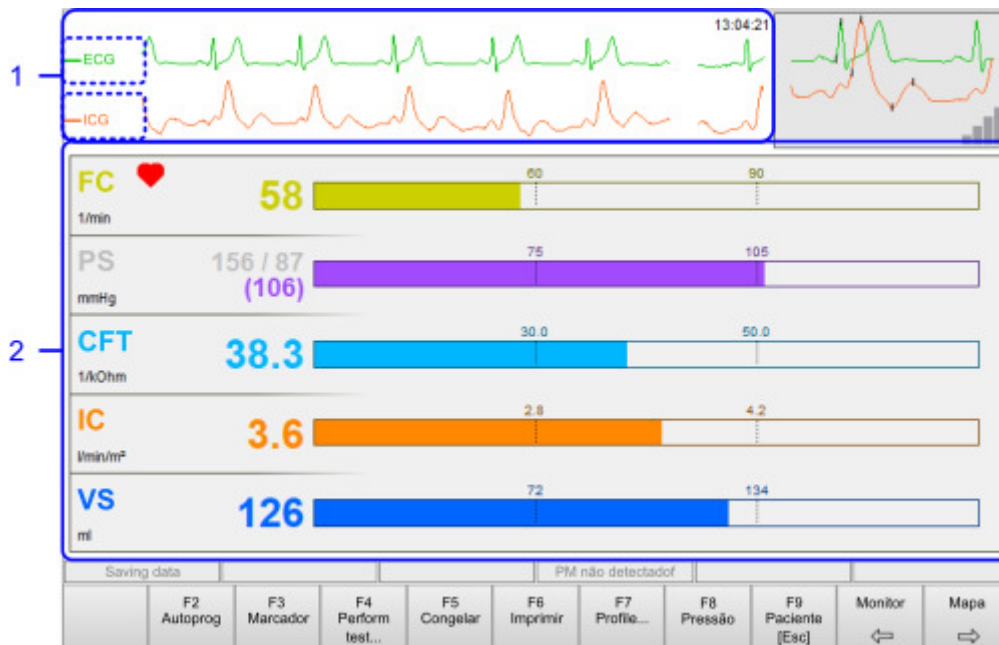 13:04:21
1
ECG
ICG
2
FC
58
60
90
1/min
PS
156 / 87
(106)
75
105
mmHg
CFT
38.3
30.0
50.0
1/kOhm
IC
3.6
2.8
4.2
l/min/m²
VS
126
72
134
ml
Saving data
PM não detectadof
F2
Autoprog
F3
Marcador
F4
Perform
test...
F5
Congelar
F6
Imprimir
F7
Profile...
F8
Pressão
F9
Paciente
[Esc]
Monitor
Mapa